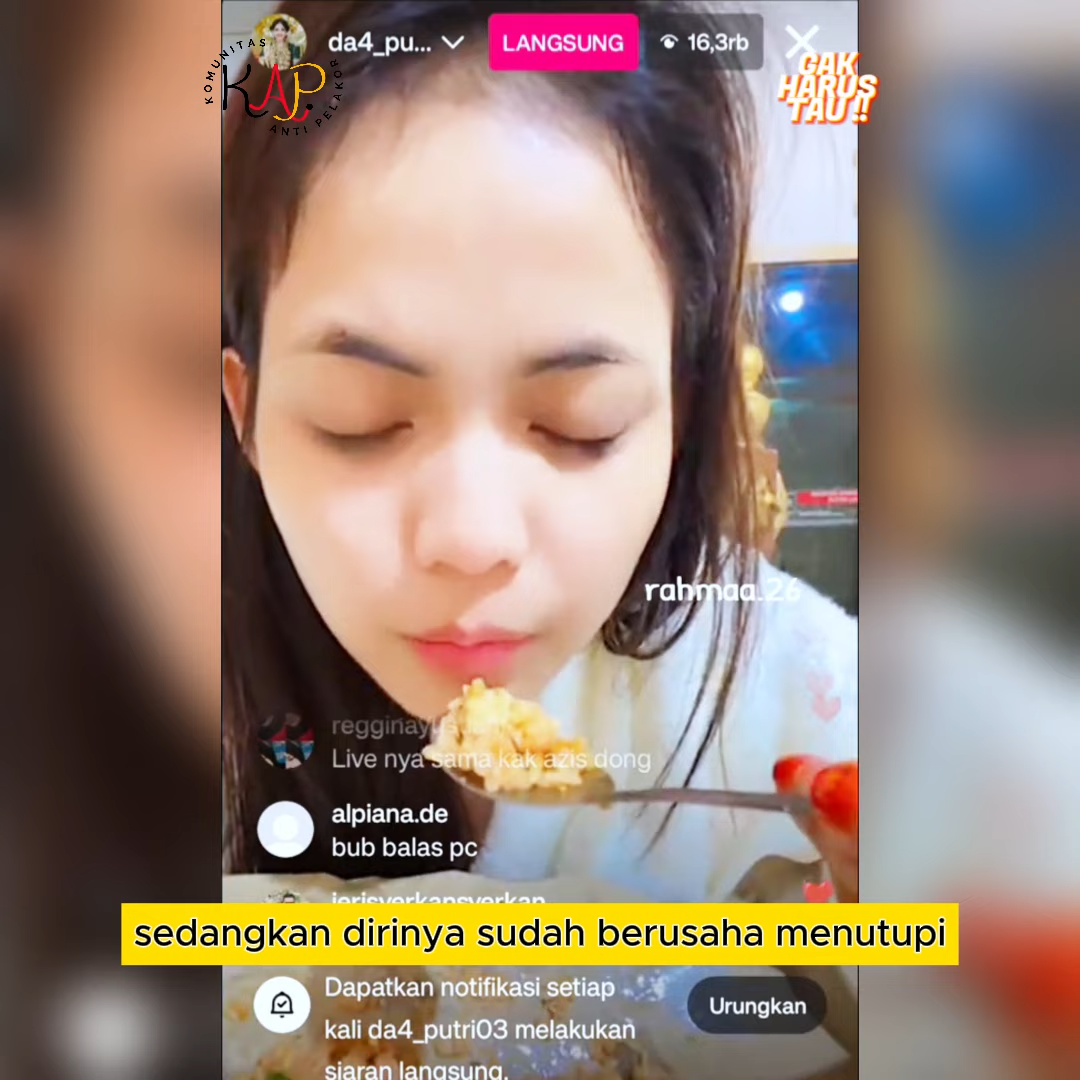 da4_pu...
LANGSUNG
16,3rb
KOMUNITAS
KAP.
ANTI PELAKOR
GAK
HARUS
TAU !!
rahmaa.26
Live nya sama kak azis dong
alpiana.de
bub balas pc
sedangkan dirinya sudah berusaha menutupi
Dapatkan notifikasi setiap
kali da4_putri03 melakukan
siaran langsung.
Urungkan